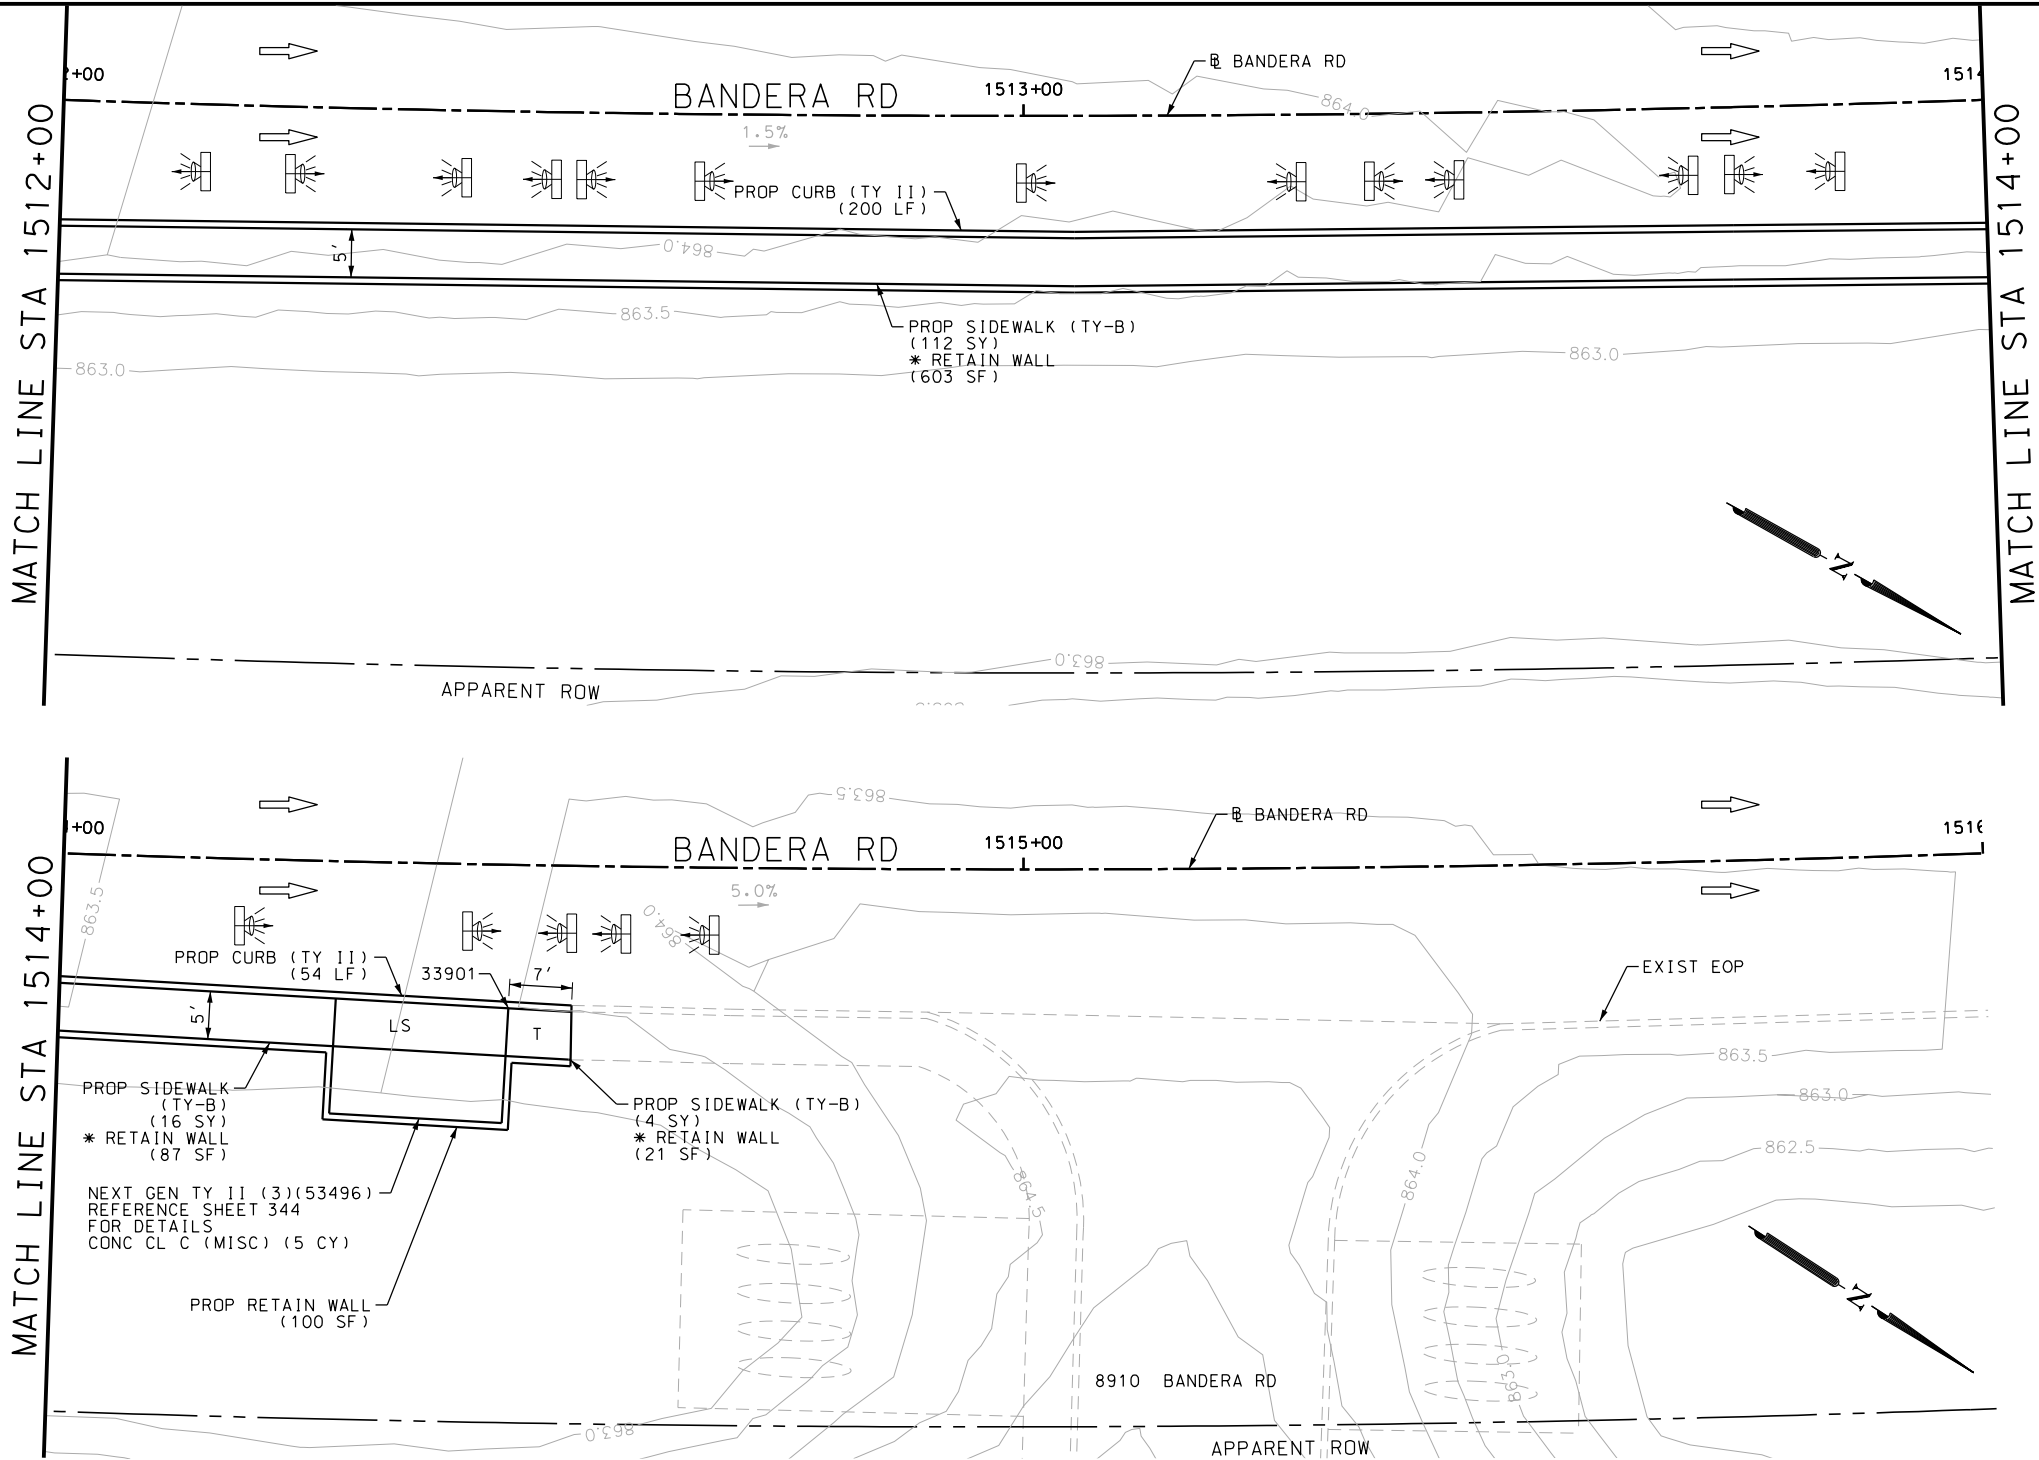 BANDERA RD
2+00
BANDERA RD
1513+00
1514
864.0
1.5%
MATCH LINE STA 1512+00
MATCH LINE STA 1514+00
PROP CURB (TY II)
(200 LF)
864.0
5'
863.5
PROP SIDEWALK (TY-B)
(112 SY)
* RETAIN WALL
(603 SF)
863.0
863.0
N
863.0
APPARENT ROW
863.5
BANDERA RD
+00
BANDERA RD
1515+00
1516
5.0%
863.5
864.0
MATCH LINE STA 1514+00
PROP CURB (TY II)
(54 LF)
33901
7'
EXIST EOP
5'
LS
T
863.5
PROP SIDEWALK
(TY-B)
(16 SY)
* RETAIN WALL
(87 SF)
PROP SIDEWALK (TY-B)
(4 SY)
* RETAIN WALL
(21 SF)
863.0
862.5
864.0
864.5
NEXT GEN TY II (3)(53496)
REFERENCE SHEET 344
FOR DETAILS
CONC CL C (MISC) (5 CY)
N
PROP RETAIN WALL
(100 SF)
863.0
8910 BANDERA RD
863.0
APPARENT ROW